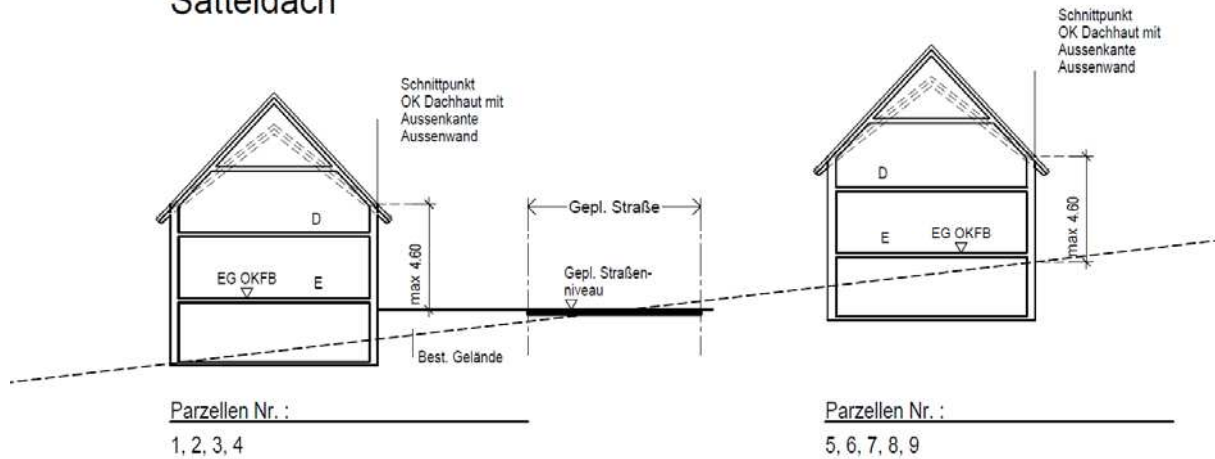 Satteldach
Schnittpunkt
OK Dachhaut mit
Aussenkante
Aussenwand
D
EG OKFB
E
max 4.60
Gepl. Straße
Gepl. Straßen-
niveau
Best. Gelände
Parzellen Nr. :
1, 2, 3, 4
Schnittpunkt
OK Dachhaut mit
Aussenkante
Aussenwand
D
E
EG OKFB
max 4.60
Parzellen Nr. :
5, 6, 7, 8, 9